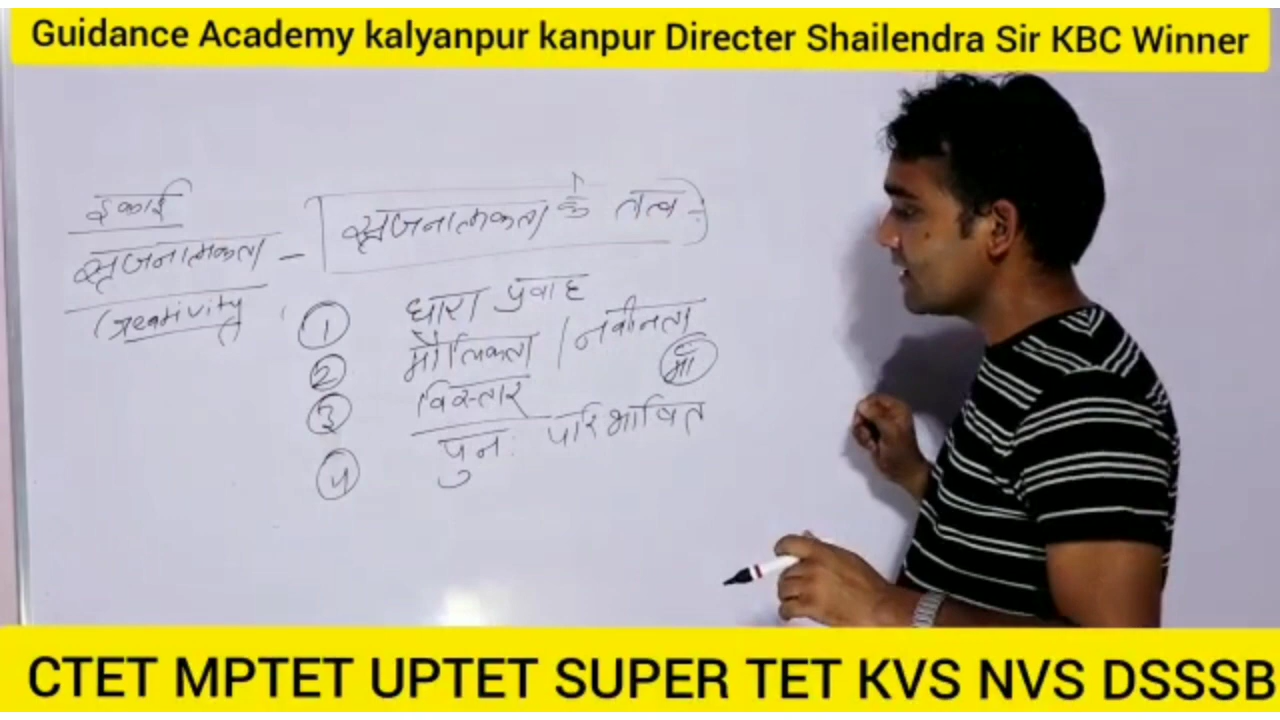 Guidance Academy kalyanpur kanpur Directer Shailendra Sir KBC Winner
इकाई
सृजनात्मकता – सृजनात्मकता के तत्व
Creativity
1 धारा प्रवाह
2 मौलिकता / नवीनता
3 विस्तार
4 पुनः परिभाषित
CTET MPTET UPTET SUPER TET KVS NVS DSSSB